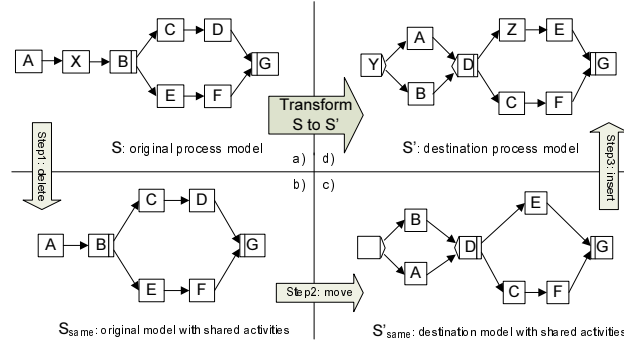 A X B C D E F G
Y A B D Z E C F G
Transform
S to S'
S: original process model
S': destination process model
a) d)
b) c)
Step1: delete
Step3: insert
A B C D E F G
B A D E C F G
Step2: move
Ssame: original model with shared activities
S'same: destination model with shared activities